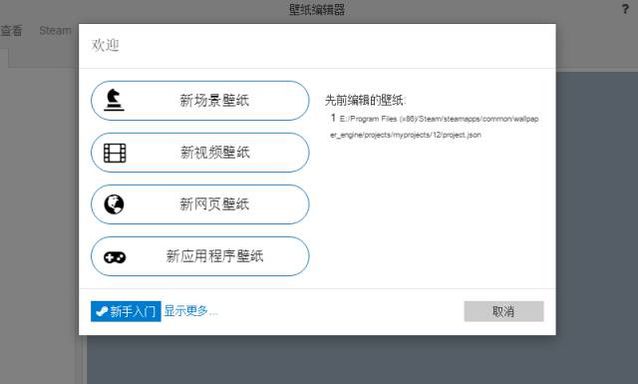 壁纸编辑器
?
查看 Steam
欢迎
新场景壁纸
新视频壁纸
新网页壁纸
新应用程序壁纸
先前编辑的壁纸:
1 E:/Program Files (x86)/Steam/steamapps/common/wallpap
er_engine/projects/myprojects/12/project.json
新手入门 显示更多...
取消